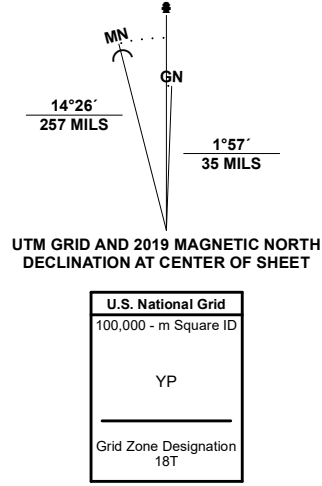 MN
GN
14°26´
257 MILS
1°57´
35 MILS
UTM GRID AND 2019 MAGNETIC NORTH
DECLINATION AT CENTER OF SHEET
U.S. National Grid
100,000 - m Square ID
YP
Grid Zone Designation
18T